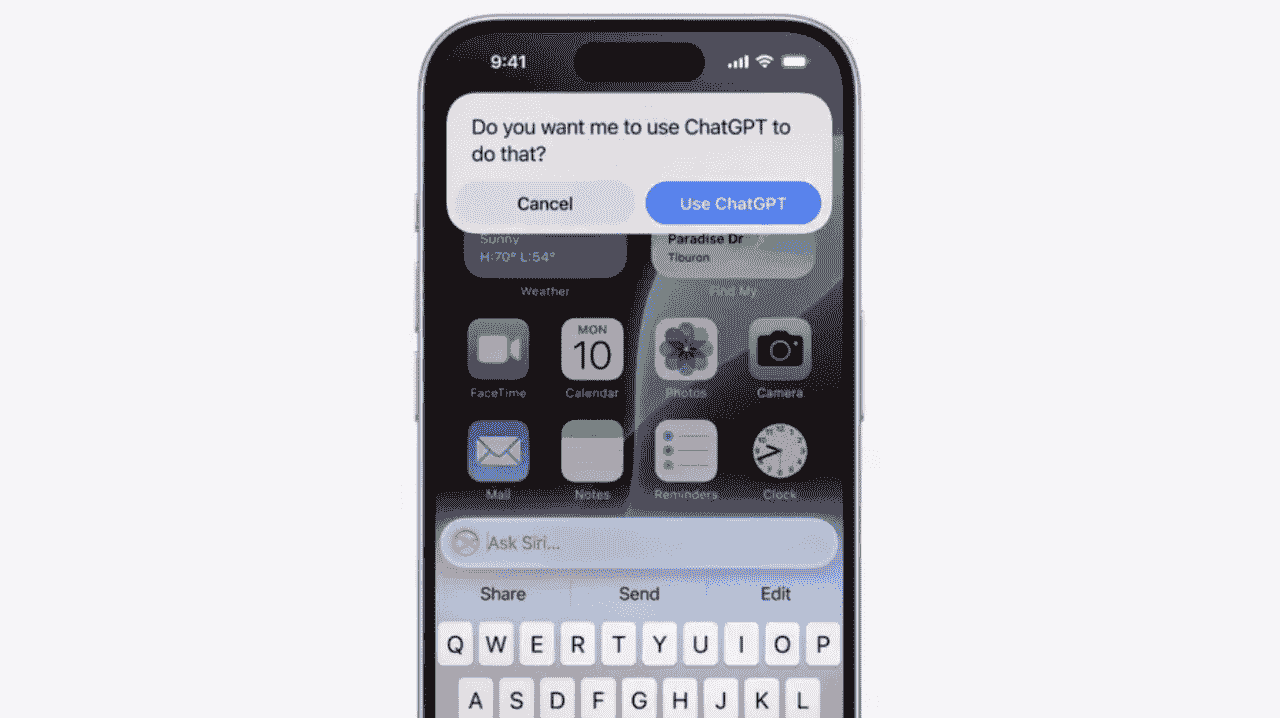 9:41
Do you want me to use ChatGPT to
do that?
Cancel
Use ChatGPT
Sunny
H:70° L:54°
Paradise Dr
Tiburon
Weather
Find My
MON
10
FaceTime
Calendar
Photos
Camera
Mail
Notes
Reminders
Clock
Ask Siri...
Share
Send
Edit
Q W E R T Y U I O P
A S D F G H J K L